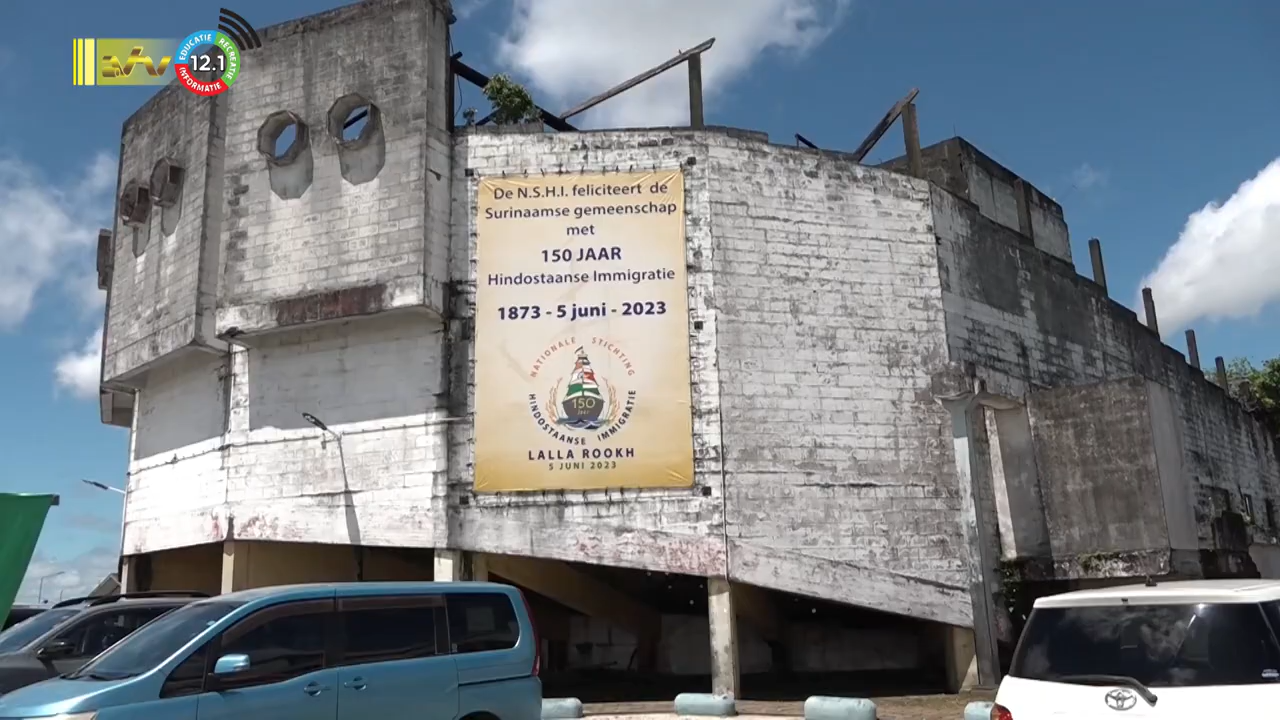 EDUCATIE
RECREATIE
INFORMATIE
12.1
De N.S.H.I. feliciteert de
Surinaamse gemeenschap
met
150 JAAR
Hindostaanse Immigratie
1873 - 5 juni - 2023
NATIONALE STICHTING
150
jaar
HINDOSTAANSE IMMIGRATIE
LALLA ROOKH
5 JUNI 2023